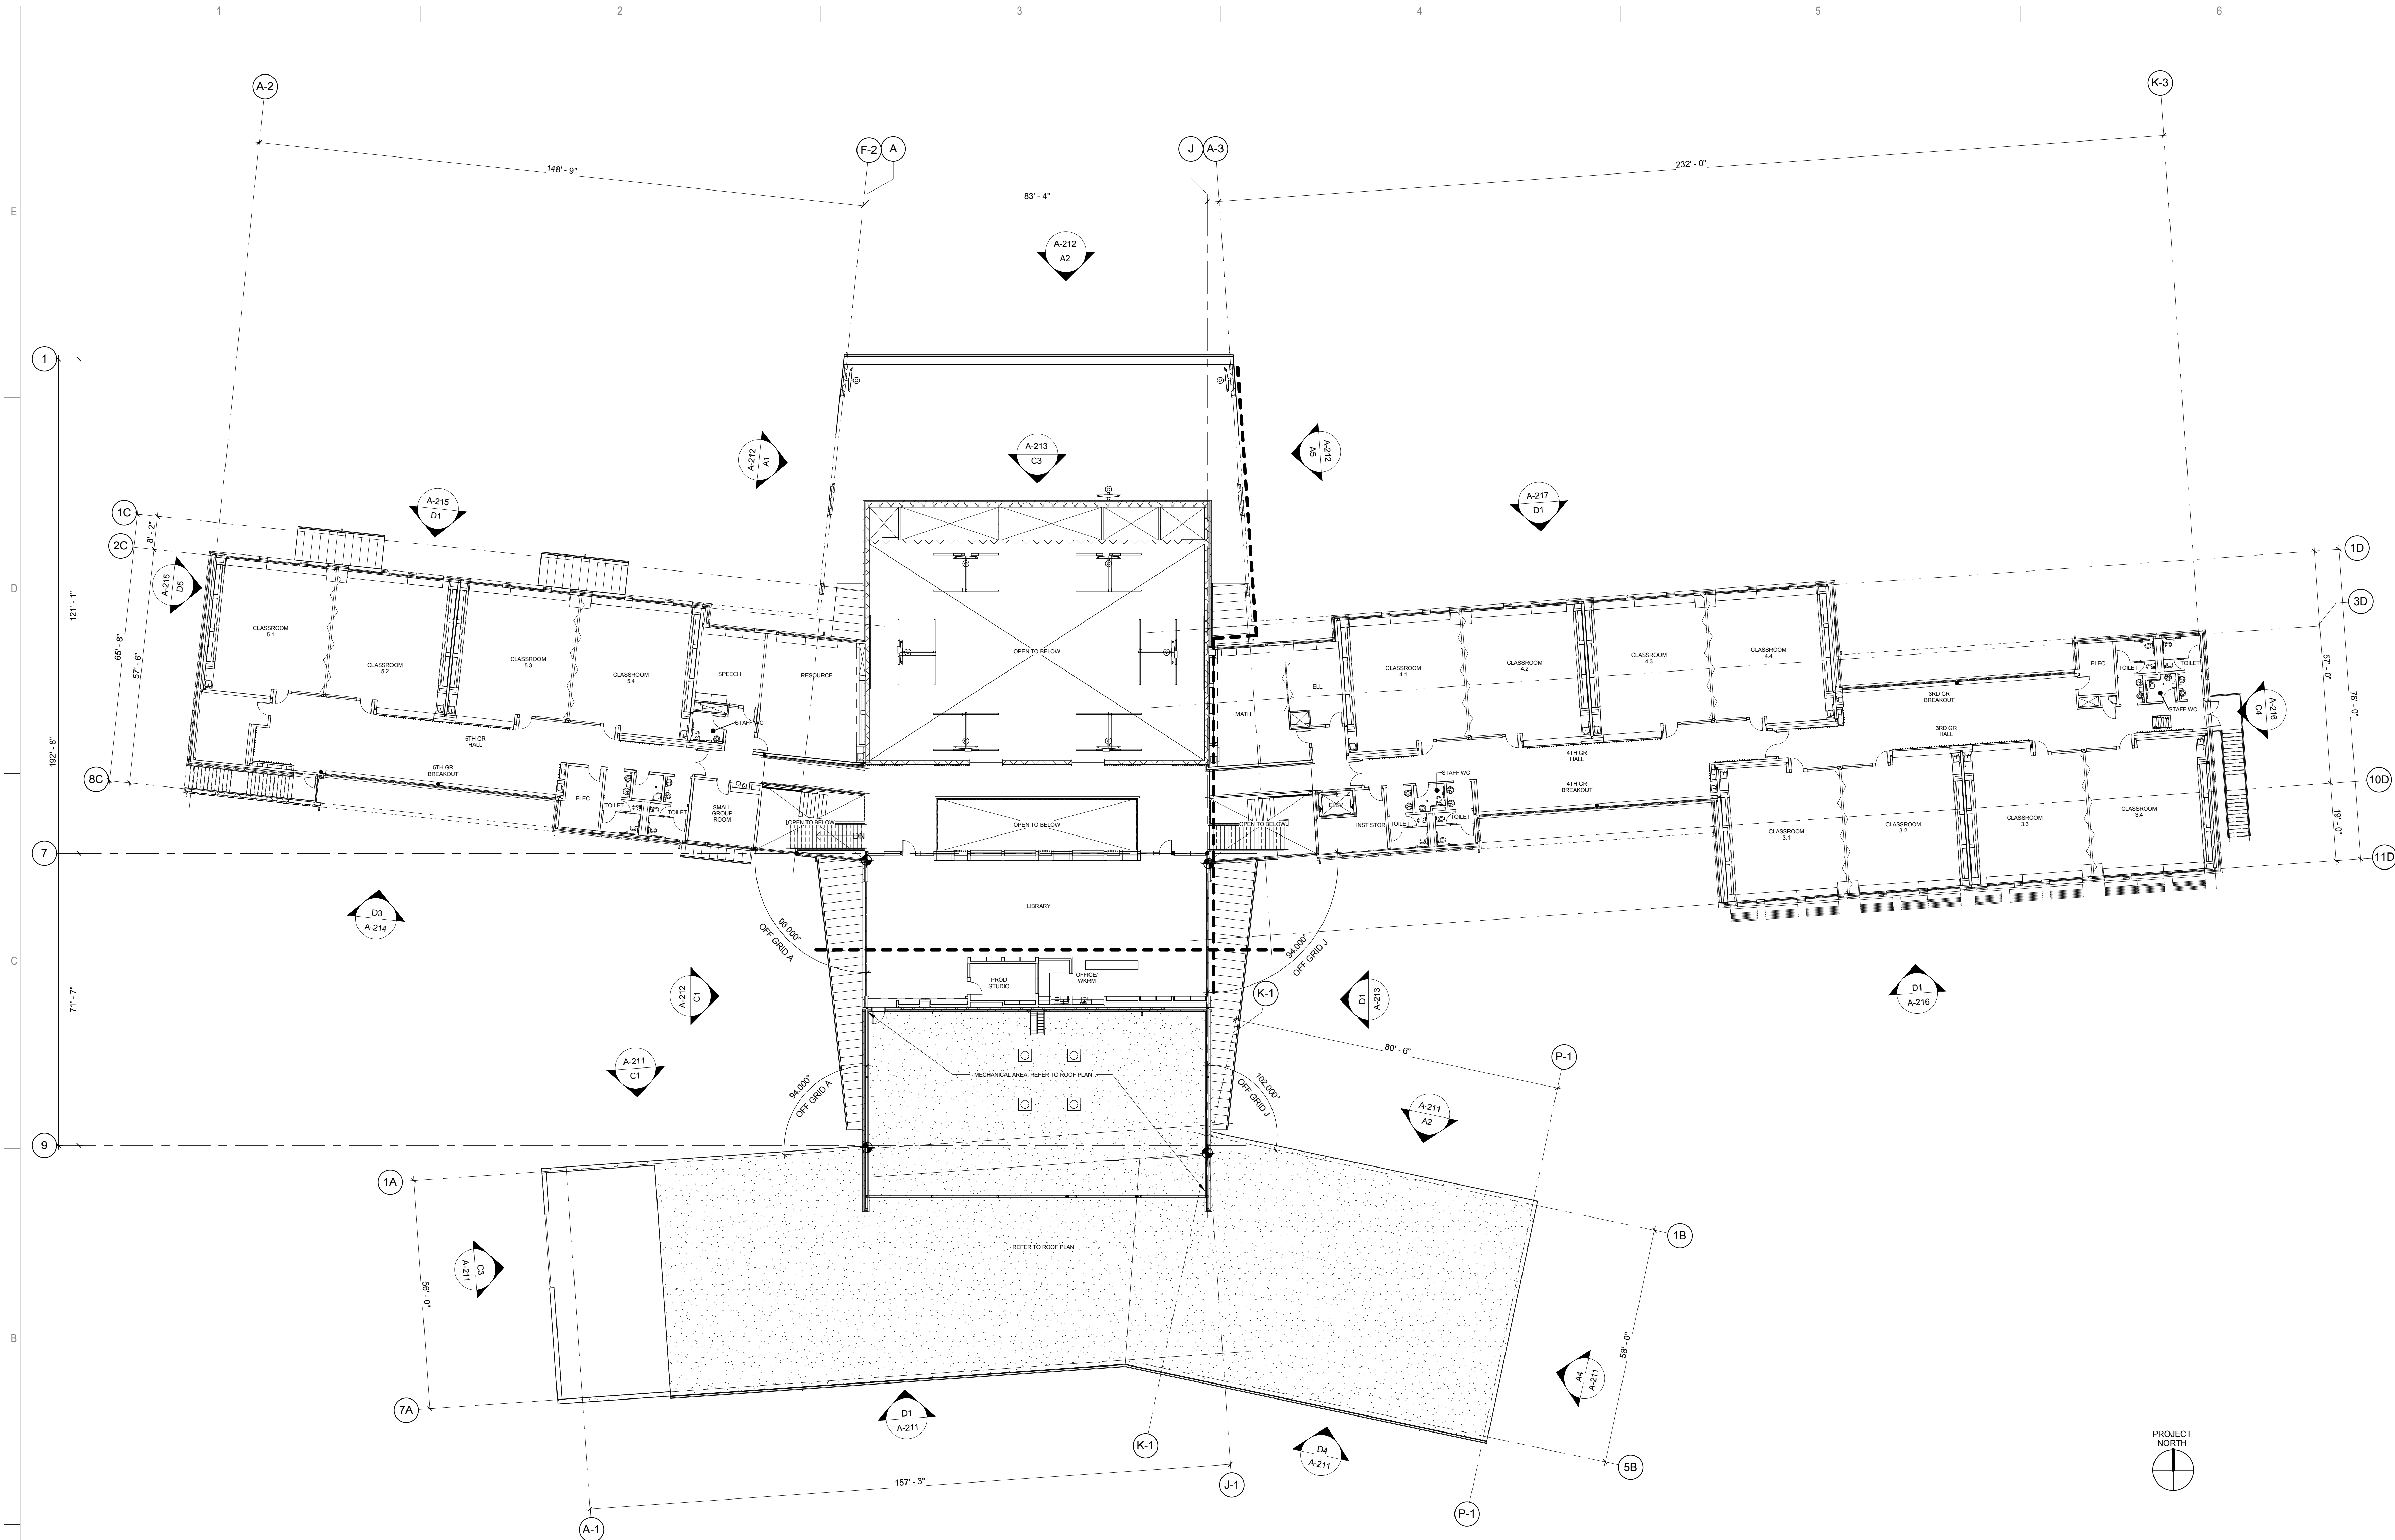 1
2
3
4
5
6
E
D
C
B
A-2
K-3
F-2
A
J
A-3
148' - 9"
83' - 4"
232' - 0"
A-212
A2
1
A-212
A1
A-213
C3
A-212
A5
A-215
D1
A-217
D1
1C
2C
8' - 2"
A-215
D5
1D
3D
121' - 1"
65' - 8"
57' - 6"
192' - 8"
CLASSROOM
5.1
CLASSROOM
5.2
CLASSROOM
5.3
CLASSROOM
5.4
SPEECH
RESOURCE
STAFF WC
OPEN TO BELOW
MATH
ELL
CLASSROOM
4.1
CLASSROOM
4.2
CLASSROOM
4.3
CLASSROOM
4.4
3RD GR
BREAKOUT
ELEC
TOILET
TOILET
STAFF WC
3RD GR
HALL
A-216
C4
57' - 0"
76' - 0"
5TH GR
HALL
5TH GR
BREAKOUT
8C
ELEC
TOILET
TOILET
SMALL
GROUP
ROOM
OPEN TO BELOW
DN
OPEN TO BELOW
OPEN TO BELOW
ELEV
INST STOR
TOILET
TOILET
STAFF WC
4TH GR
HALL
4TH GR
BREAKOUT
10D
CLASSROOM
3.1
CLASSROOM
3.2
CLASSROOM
3.3
CLASSROOM
3.4
19' - 0"
7
11D
D3
A-214
LIBRARY
96.000°
OFF GRID A
94.000°
OFF GRID J
A-212
C1
PROD
STUDIO
OFFICE/
WKRM
K-1
D1
A-213
D1
A-216
71' - 7"
80' - 6"
P-1
A-211
C1
MECHANICAL AREA, REFER TO ROOF PLAN
94.000°
OFF GRID A
102.000°
OFF GRID J
A-211
A2
9
1A
1B
REFER TO ROOF PLAN
C3
A-211
56' - 0"
58' - 0"
A4
A-211
7A
D1
A-211
K-1
D4
A-211
5B
PROJECT
NORTH
157' - 3"
J-1
P-1
A-1